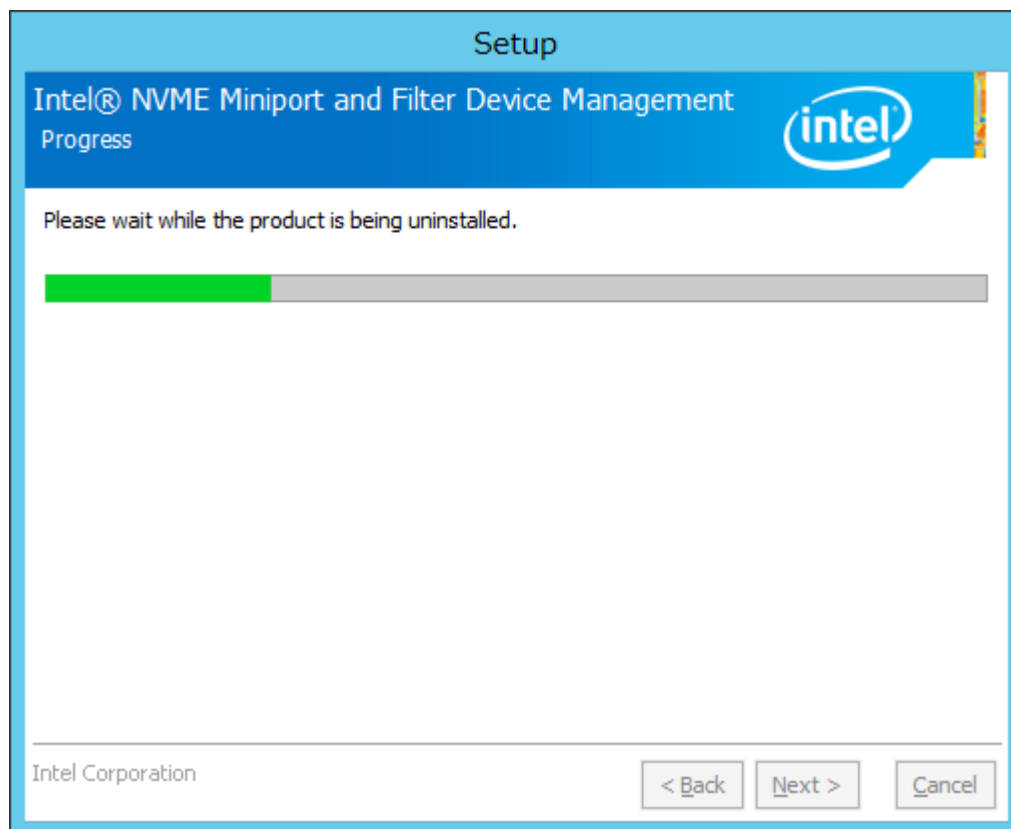 Setup
Intel® NVME Miniport and Filter Device Management
Progress
intel
Please wait while the product is being uninstalled.
Intel Corporation
< Back
Next >
Cancel